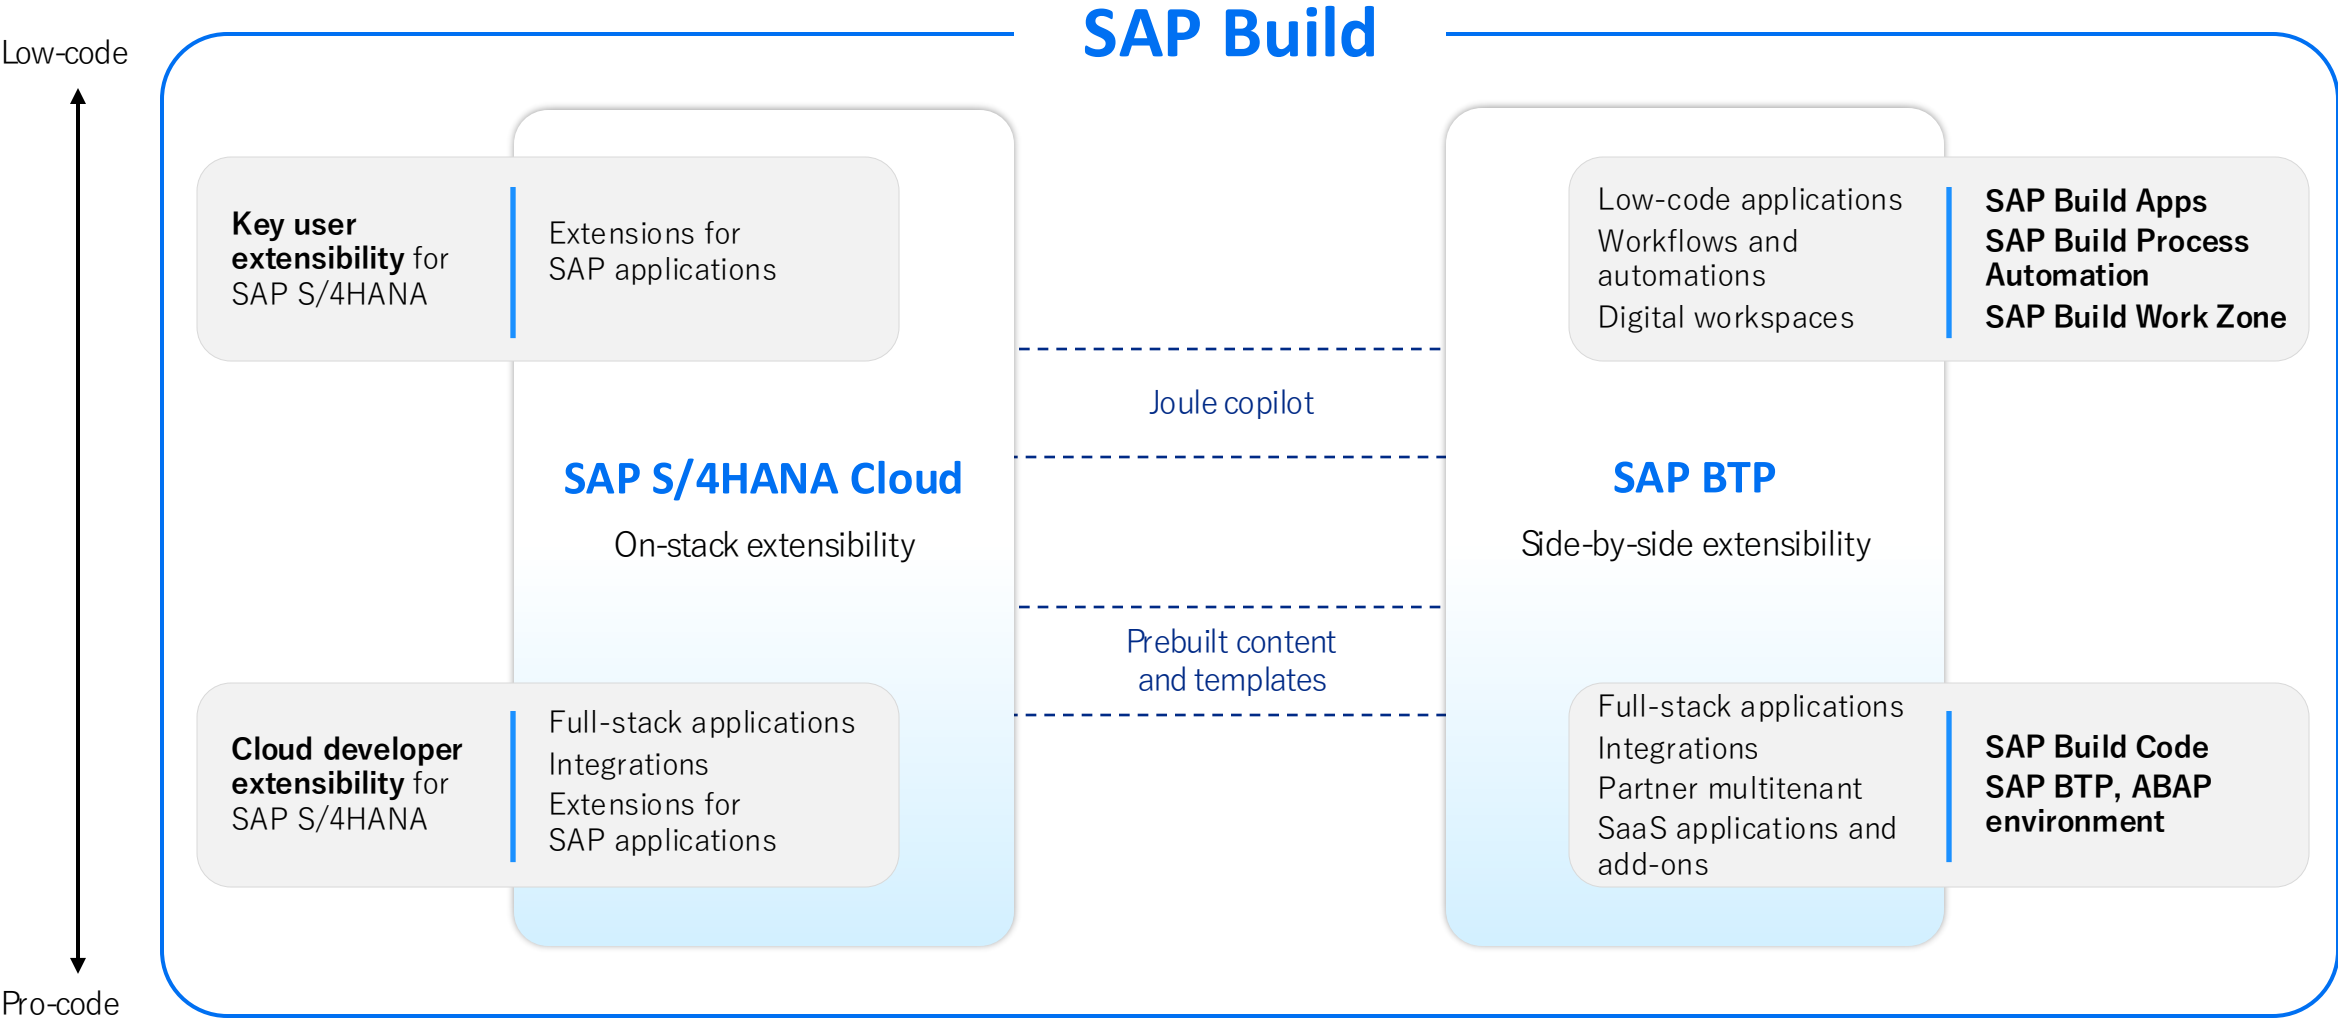 SAP Build
Low-code
Key user
extensibility for
SAP S/4HANA
Extensions for
SAP applications
Low-code applications
Workflows and
automations
Digital workspaces
SAP Build Apps
SAP Build Process
Automation
SAP Build Work Zone
Joule copilot
SAP S/4HANA Cloud
On-stack extensibility
SAP BTP
Side-by-side extensibility
Prebuilt content
and templates
Cloud developer
extensibility for
SAP S/4HANA
Full-stack applications
Integrations
Extensions for
SAP applications
Full-stack applications
Integrations
Partner multitenant
SaaS applications and
add-ons
SAP Build Code
SAP BTP, ABAP
environment
Pro-code